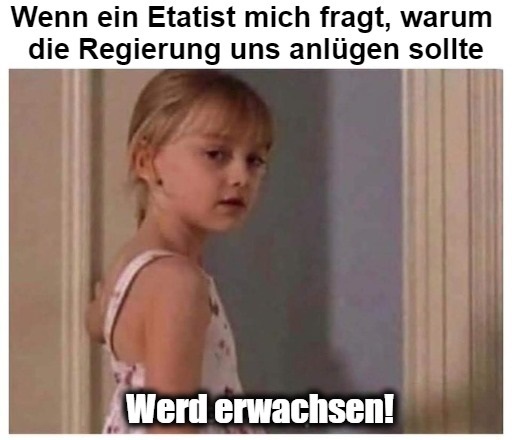 Wenn ein Etatist mich fragt, warum
die Regierung uns anlügen sollte
Werd erwachsen!